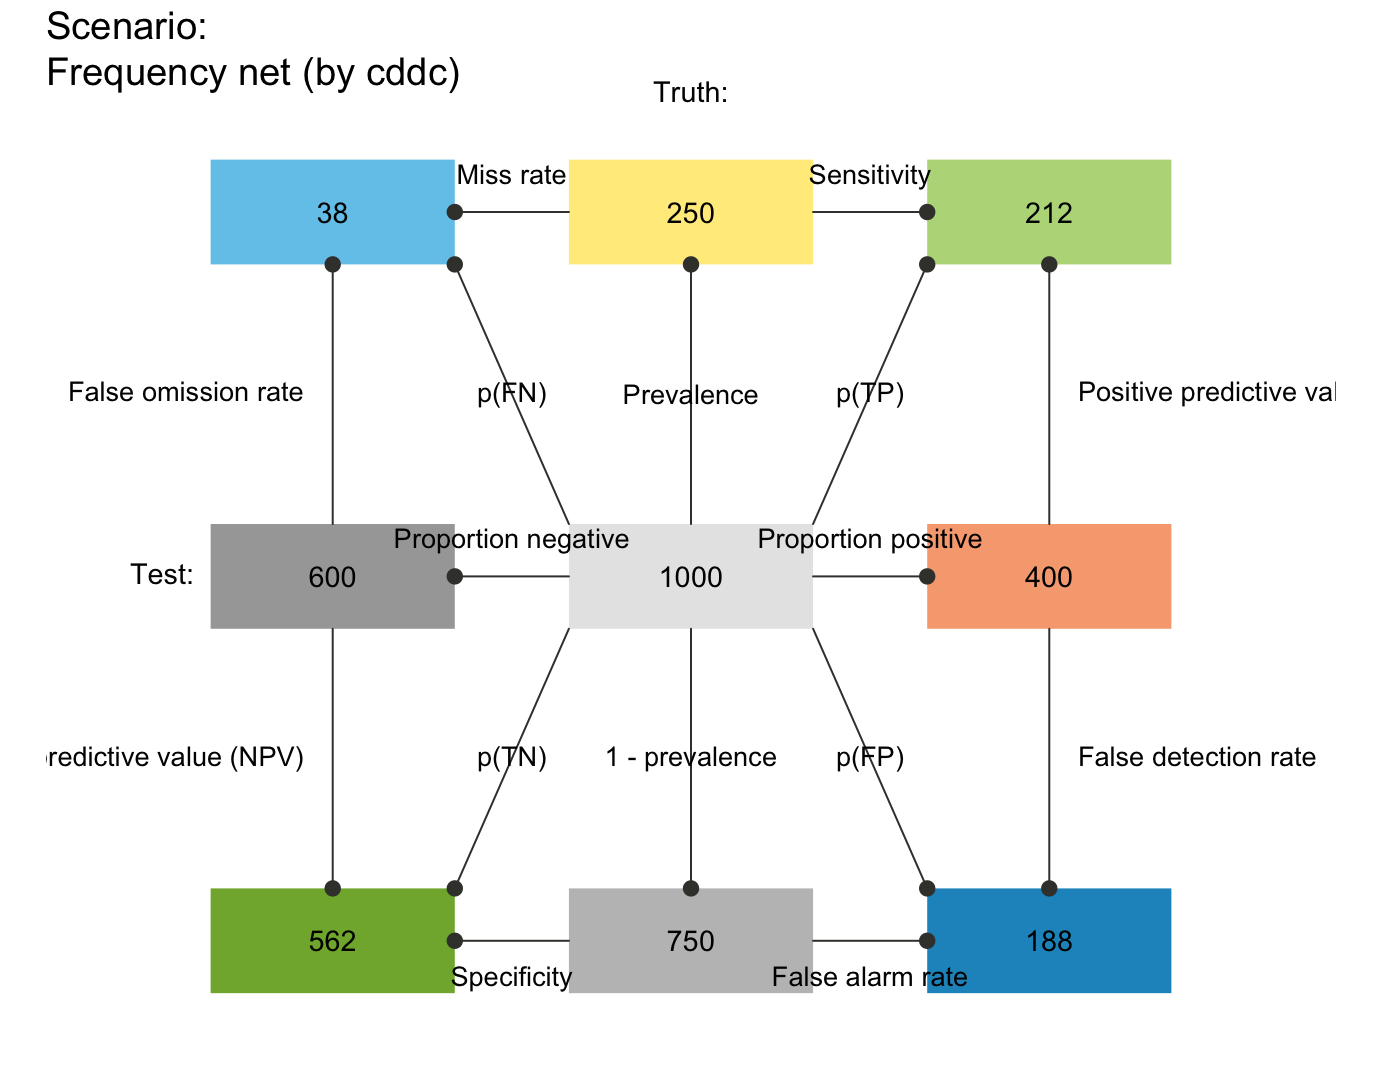 Scenario:
Frequency net (by cddc)
Truth:
Miss rate
Sensitivity
38
250
212
False omission rate
p(FN)
Prevalence
p(TP)
Positive predictive
Proportion negative
Proportion positive
Test:
600
1000
400
predictive value (NPV)
p(TN)
1 - prevalence
p(FP)
False detection rate
562
750
188
Specificity
False alarm rate